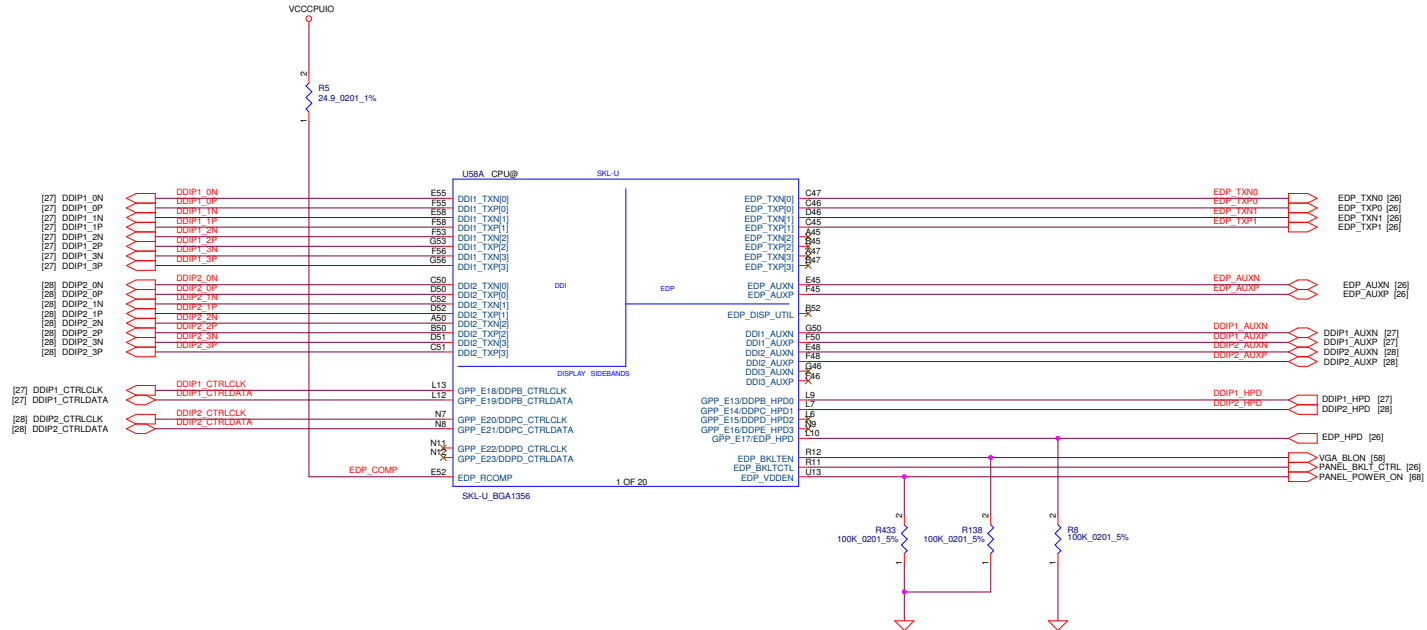 VCCCPUIO
2
R5
24.9_0201_1%
1
U58A CPU@ SKL-U
[27] DDIP1_0N DDIP1_0N E55 DDI1_TXN[0] EDP_TXN[0] C47 EDP_TXN0 EDP_TXN0 [26]
[27] DDIP1_0P DDIP1_0P F55 DDI1_TXP[0] EDP_TXP[0] C46 EDP_TXP0 EDP_TXP0 [26]
[27] DDIP1_1N DDIP1_1N E58 DDI1_TXN[1] EDP_TXN[1] D46 EDP_TXN1 EDP_TXN1 [26]
[27] DDIP1_1P DDIP1_1P F58 DDI1_TXP[1] EDP_TXP[1] C45 EDP_TXP1 EDP_TXP1 [26]
[27] DDIP1_2N DDIP1_2N F53 DDI1_TXN[2] EDP_TXN[2] A45
[27] DDIP1_2P DDIP1_2P G53 DDI1_TXP[2] EDP_TXP[2] B45
[27] DDIP1_3N DDIP1_3N F56 DDI1_TXN[3] EDP_TXN[3] A47
[27] DDIP1_3P DDIP1_3P G56 DDI1_TXP[3] EDP_TXP[3] B47
[28] DDIP2_0N DDIP2_0N C50 DDI2_TXN[0] DDI EDP EDP_AUXN E45 EDP_AUXN EDP_AUXN [26]
[28] DDIP2_0P DDIP2_0P D50 DDI2_TXP[0] EDP_AUXP F45 EDP_AUXP EDP_AUXP [26]
[28] DDIP2_1N DDIP2_1N C52 DDI2_TXN[1]
[28] DDIP2_1P DDIP2_1P D52 DDI2_TXP[1] EDP_DISP_UTIL B52
[28] DDIP2_2N DDIP2_2N A50 DDI2_TXN[2]
[28] DDIP2_2P DDIP2_2P B50 DDI2_TXP[2] DDI1_AUXN G50 DDIP1_AUXN DDIP1_AUXN [27]
[28] DDIP2_3N DDIP2_3N D51 DDI2_TXN[3] DDI1_AUXP F50 DDIP1_AUXP DDIP1_AUXP [27]
[28] DDIP2_3P DDIP2_3P C51 DDI2_TXP[3] DDI2_AUXN E48 DDIP2_AUXN DDIP2_AUXN [28]
DDI2_AUXP F48 DDIP2_AUXP DDIP2_AUXP [28]
DISPLAY SIDEBANDS DDI3_AUXN G46
DDI3_AUXP F46
[27] DDIP1_CTRLCLK DDIP1_CTRLCLK L13 GPP_E18/DDPB_CTRLCLK
[27] DDIP1_CTRLDATA DDIP1_CTRLDATA L12 GPP_E19/DDPB_CTRLDATA GPP_E13/DDPB_HPD0 L9 DDIP1_HPD DDIP1_HPD [27]
GPP_E14/DDPC_HPD1 L7 DDIP2_HPD DDIP2_HPD [28]
[28] DDIP2_CTRLCLK DDIP2_CTRLCLK N7 GPP_E20/DDPC_CTRLCLK GPP_E15/DDPD_HPD2 L6
[28] DDIP2_CTRLDATA DDIP2_CTRLDATA N8 GPP_E21/DDPC_CTRLDATA GPP_E16/DDPE_HPD3 N9
GPP_E17/EDP_HPD L10 EDP_HPD [26]
N11 GPP_E22/DDPD_CTRLCLK
N12 GPP_E23/DDPD_CTRLDATA EDP_BKLTEN R12 VGA_BLON [58]
EDP_BKLTCTL R11 PANEL_BKLT_CTRL [26]
EDP_COMP E52 EDP_RCOMP EDP_VDDEN U13 PANEL_POWER_ON [68]
1 OF 20
SKL-U_BGA1356
2 2 2
R433 R138 R8
100K_0201_5% 100K_0201_5% 100K_0201_5%
1 1 1